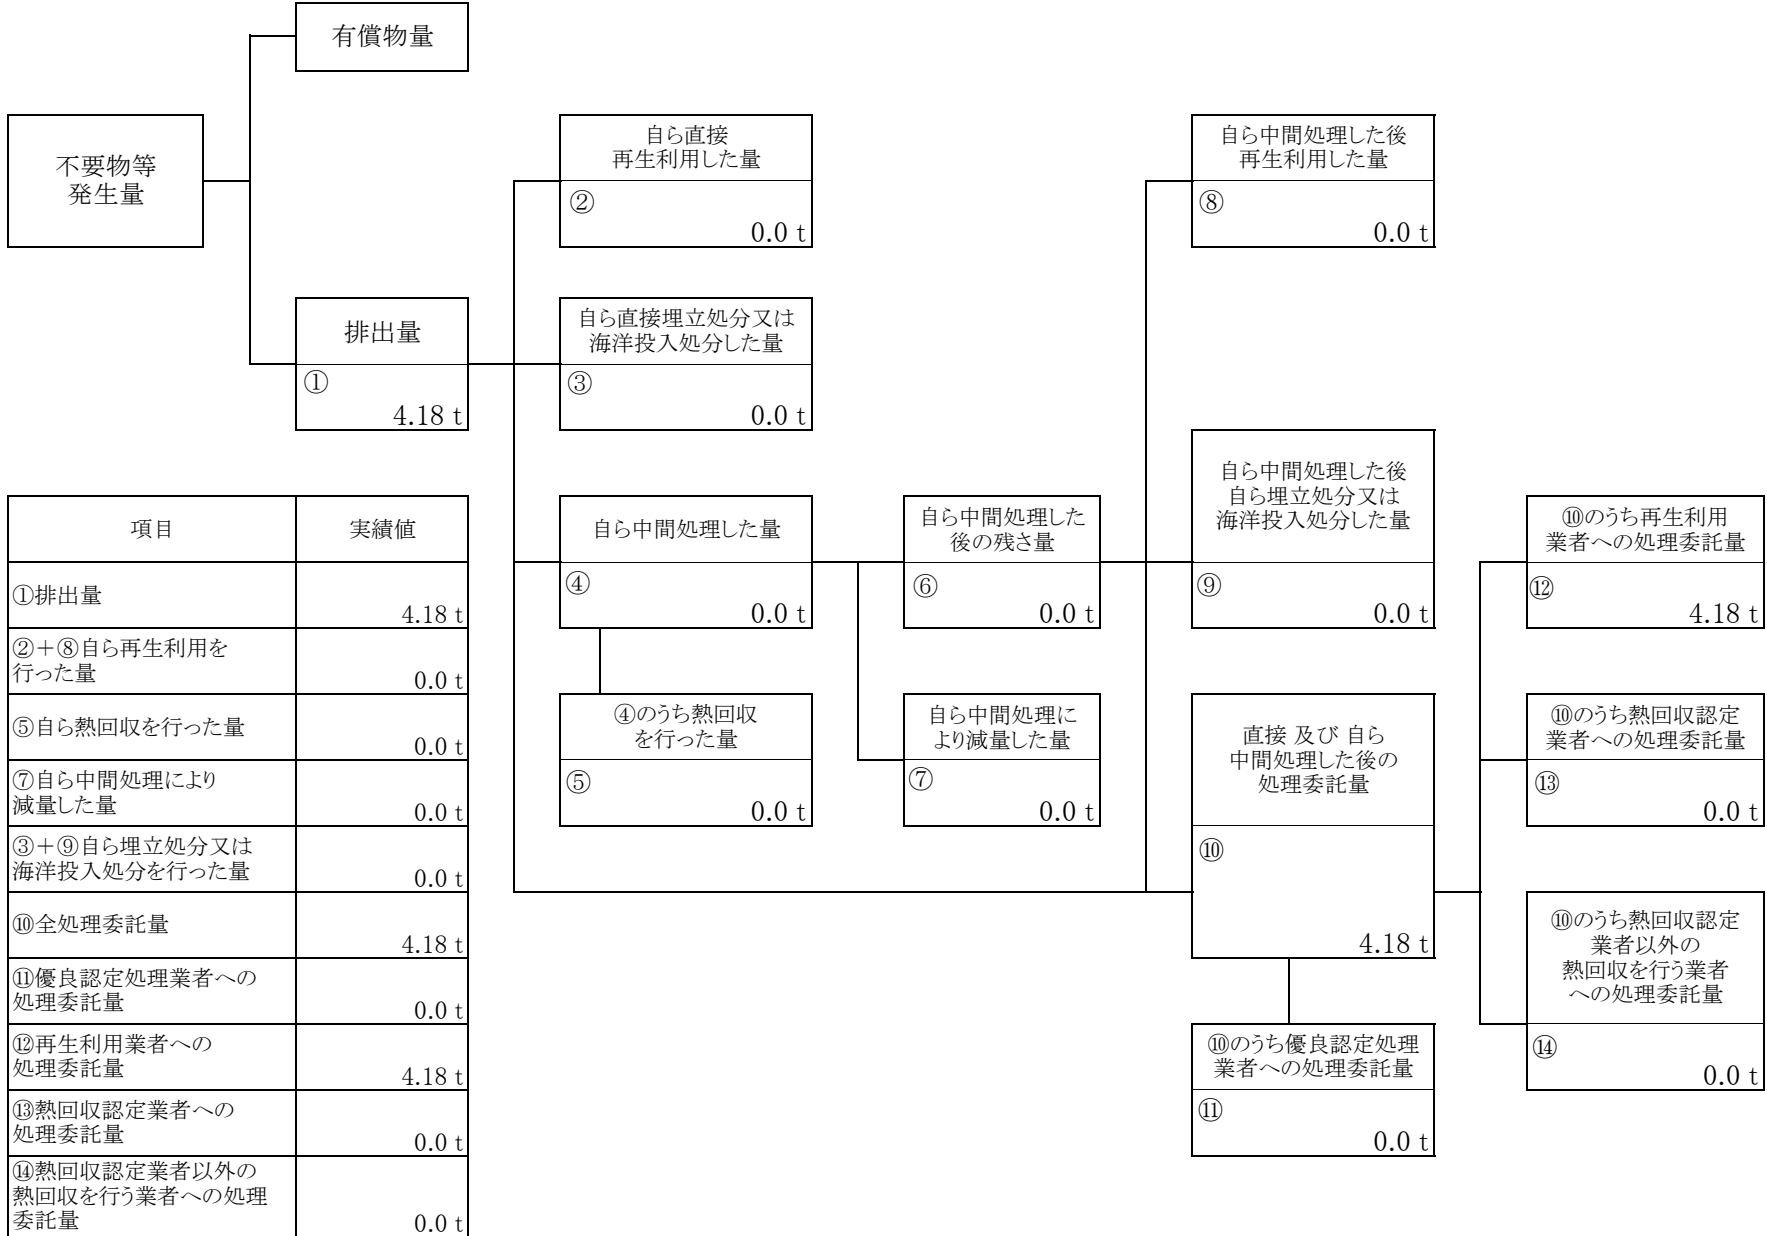 有償物量
不要物等
発生量
自ら直接
再生利用した量
②
0.0 t
自ら中間処理した後
再生利用した量
⑧
0.0 t
排出量
①
4.18 t
自ら直接埋立処分又は
海洋投入処分した量
③
0.0 t
自ら中間処理した量
④
0.0 t
自ら中間処理した
後の残さ量
⑥
0.0 t
自ら中間処理した後
自ら埋立処分又は
海洋投入処分した量
⑨
0.0 t
⑩のうち再生利用
業者への処理委託量
⑫
4.18 t
④のうち熱回収
を行った量
⑤
0.0 t
自ら中間処理に
より減量した量
⑦
0.0 t
直接 及び 自ら
中間処理した後の
処理委託量
⑩
4.18 t
⑩のうち熱回収認定
業者への処理委託量
⑬
0.0 t
⑩のうち熱回収認定
業者以外の
熱回収を行う業者
への処理委託量
⑭
0.0 t
⑩のうち優良認定処理
業者への処理委託量
⑪
0.0 t
項目 実績値
①排出量
4.18 t
②＋⑧自ら再生利用を
行った量
0.0 t
⑤自ら熱回収を行った量
0.0 t
⑦自ら中間処理により
減量した量
0.0 t
③＋⑨自ら埋立処分又は
海洋投入処分を行った量
0.0 t
⑩全処理委託量
4.18 t
⑪優良認定処理業者への
処理委託量
0.0 t
⑫再生利用業者への
処理委託量
4.18 t
⑬熱回収認定業者への
処理委託量
0.0 t
⑭熱回収認定業者以外の
熱回収を行う業者への処理
委託量
0.0 t